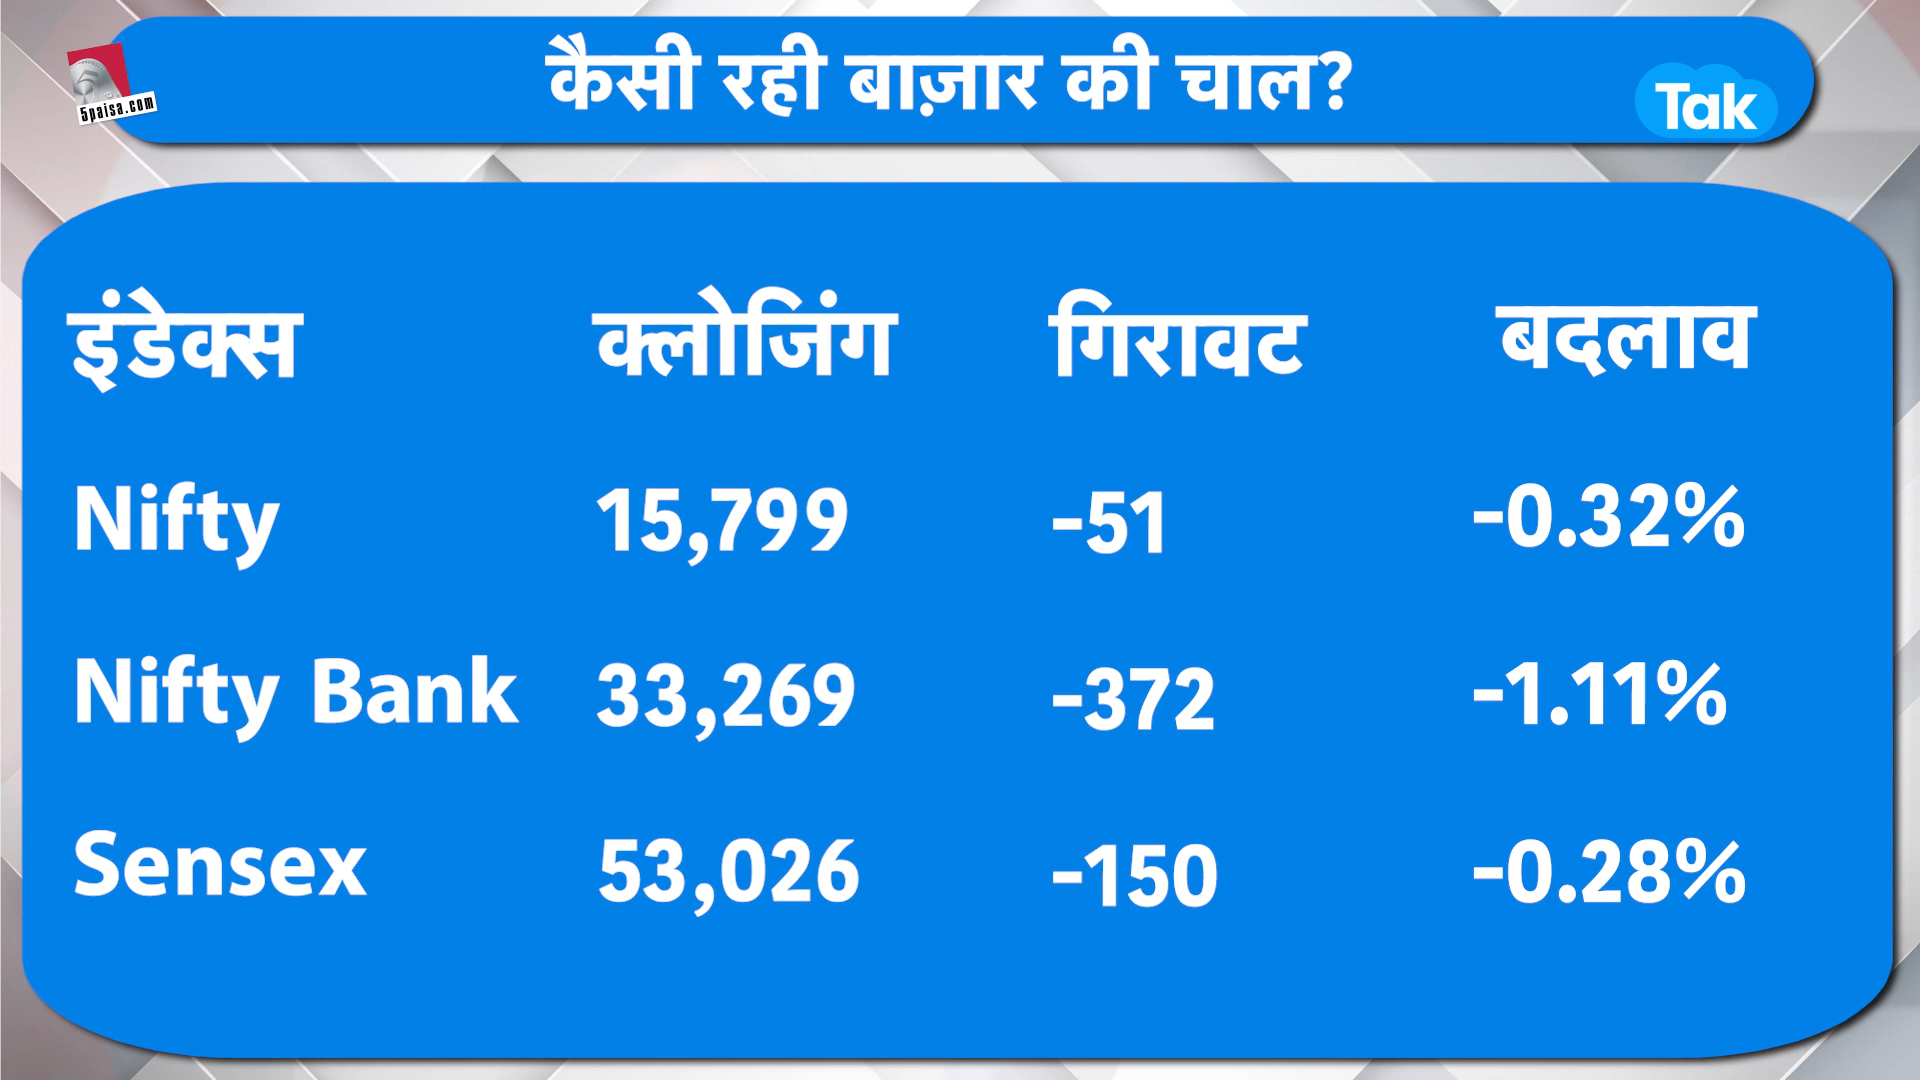 कैसी रही बाज़ार की चाल?
5paisa.com
Tak
इंडेक्स क्लोजिंग गिरावट बदलाव
Nifty 15,799 -51 -0.32%
Nifty Bank 33,269 -372 -1.11%
Sensex 53,026 -150 -0.28%